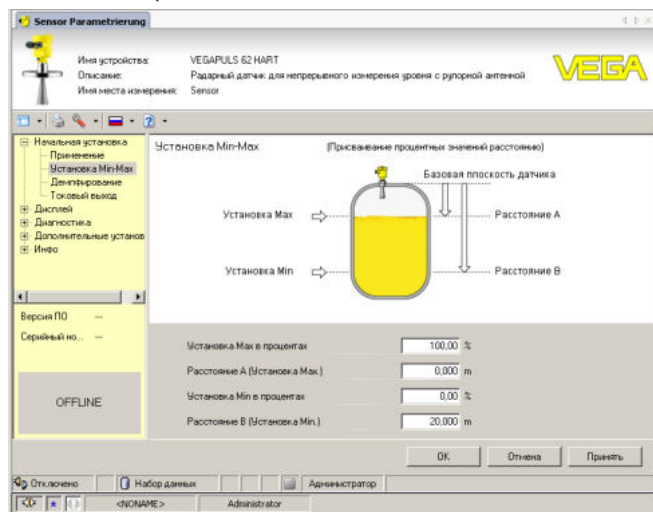 Sensor Parametrierung
Имя устройства: VEGAPULS 62 HART
Описание: Радарный датчик для непрерывного измерения уровня с рупорной антенной
Имя места измерения: Sensor
VEGA
Начальная установка
Применение
Установка Min-Max
Демпфирование
Токовый выход
Дисплей
Диагностика
Дополнительные установ
Инфо
Версия ПО —
Серийный но... —
OFFLINE
Установка Min-Max (Присваивание процентных значений расстоянию)
Базовая плоскость датчика
Установка Max Расстояние A
Установка Min Расстояние B
Установка Max в процентах 100,00 %
Расстояние A (Установка Max.) 0,000 m
Установка Min в процентах 0,00 %
Расстояние B (Установка Min.) 20,000 m
OK Отмена Принять
Отключено Набор данных Администратор
<NONAME> Administrator